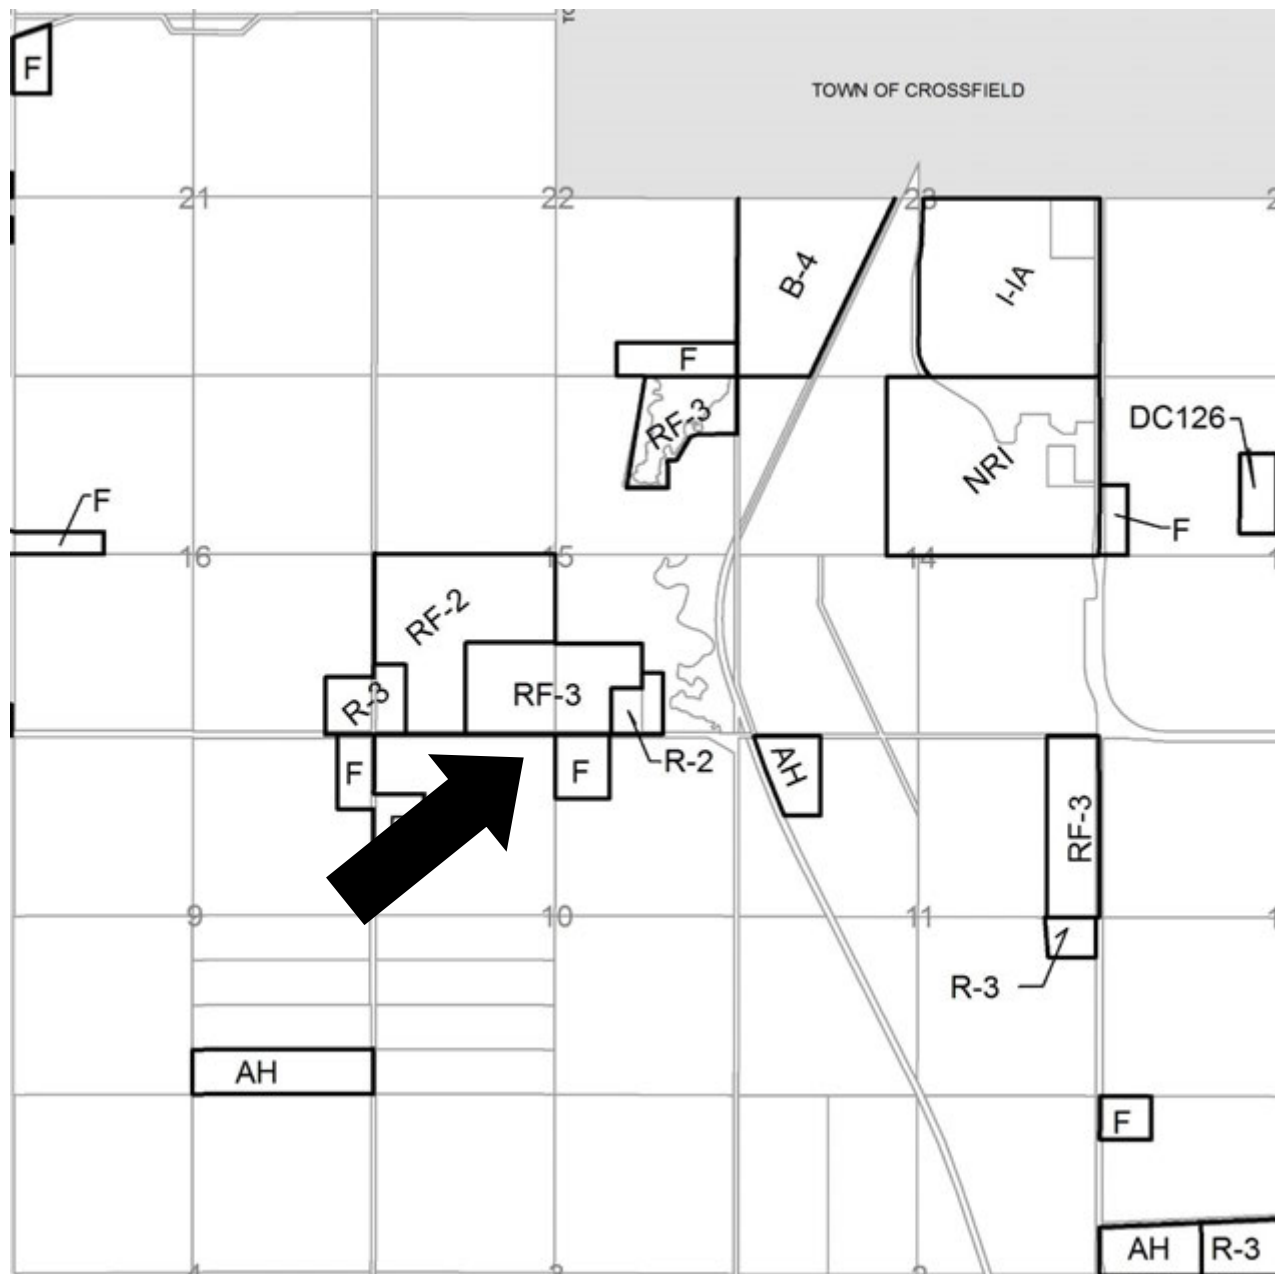 TOWN OF CROSSFIELD
F
21
22
23
B-4
I-IA
F
RF-3
DC126
NRI
F
F
16
15
14
RF-2
R-3
RF-3
R-2
AH
F
F
RF-3
9
10
11
R-3
AH
F
AH
R-3